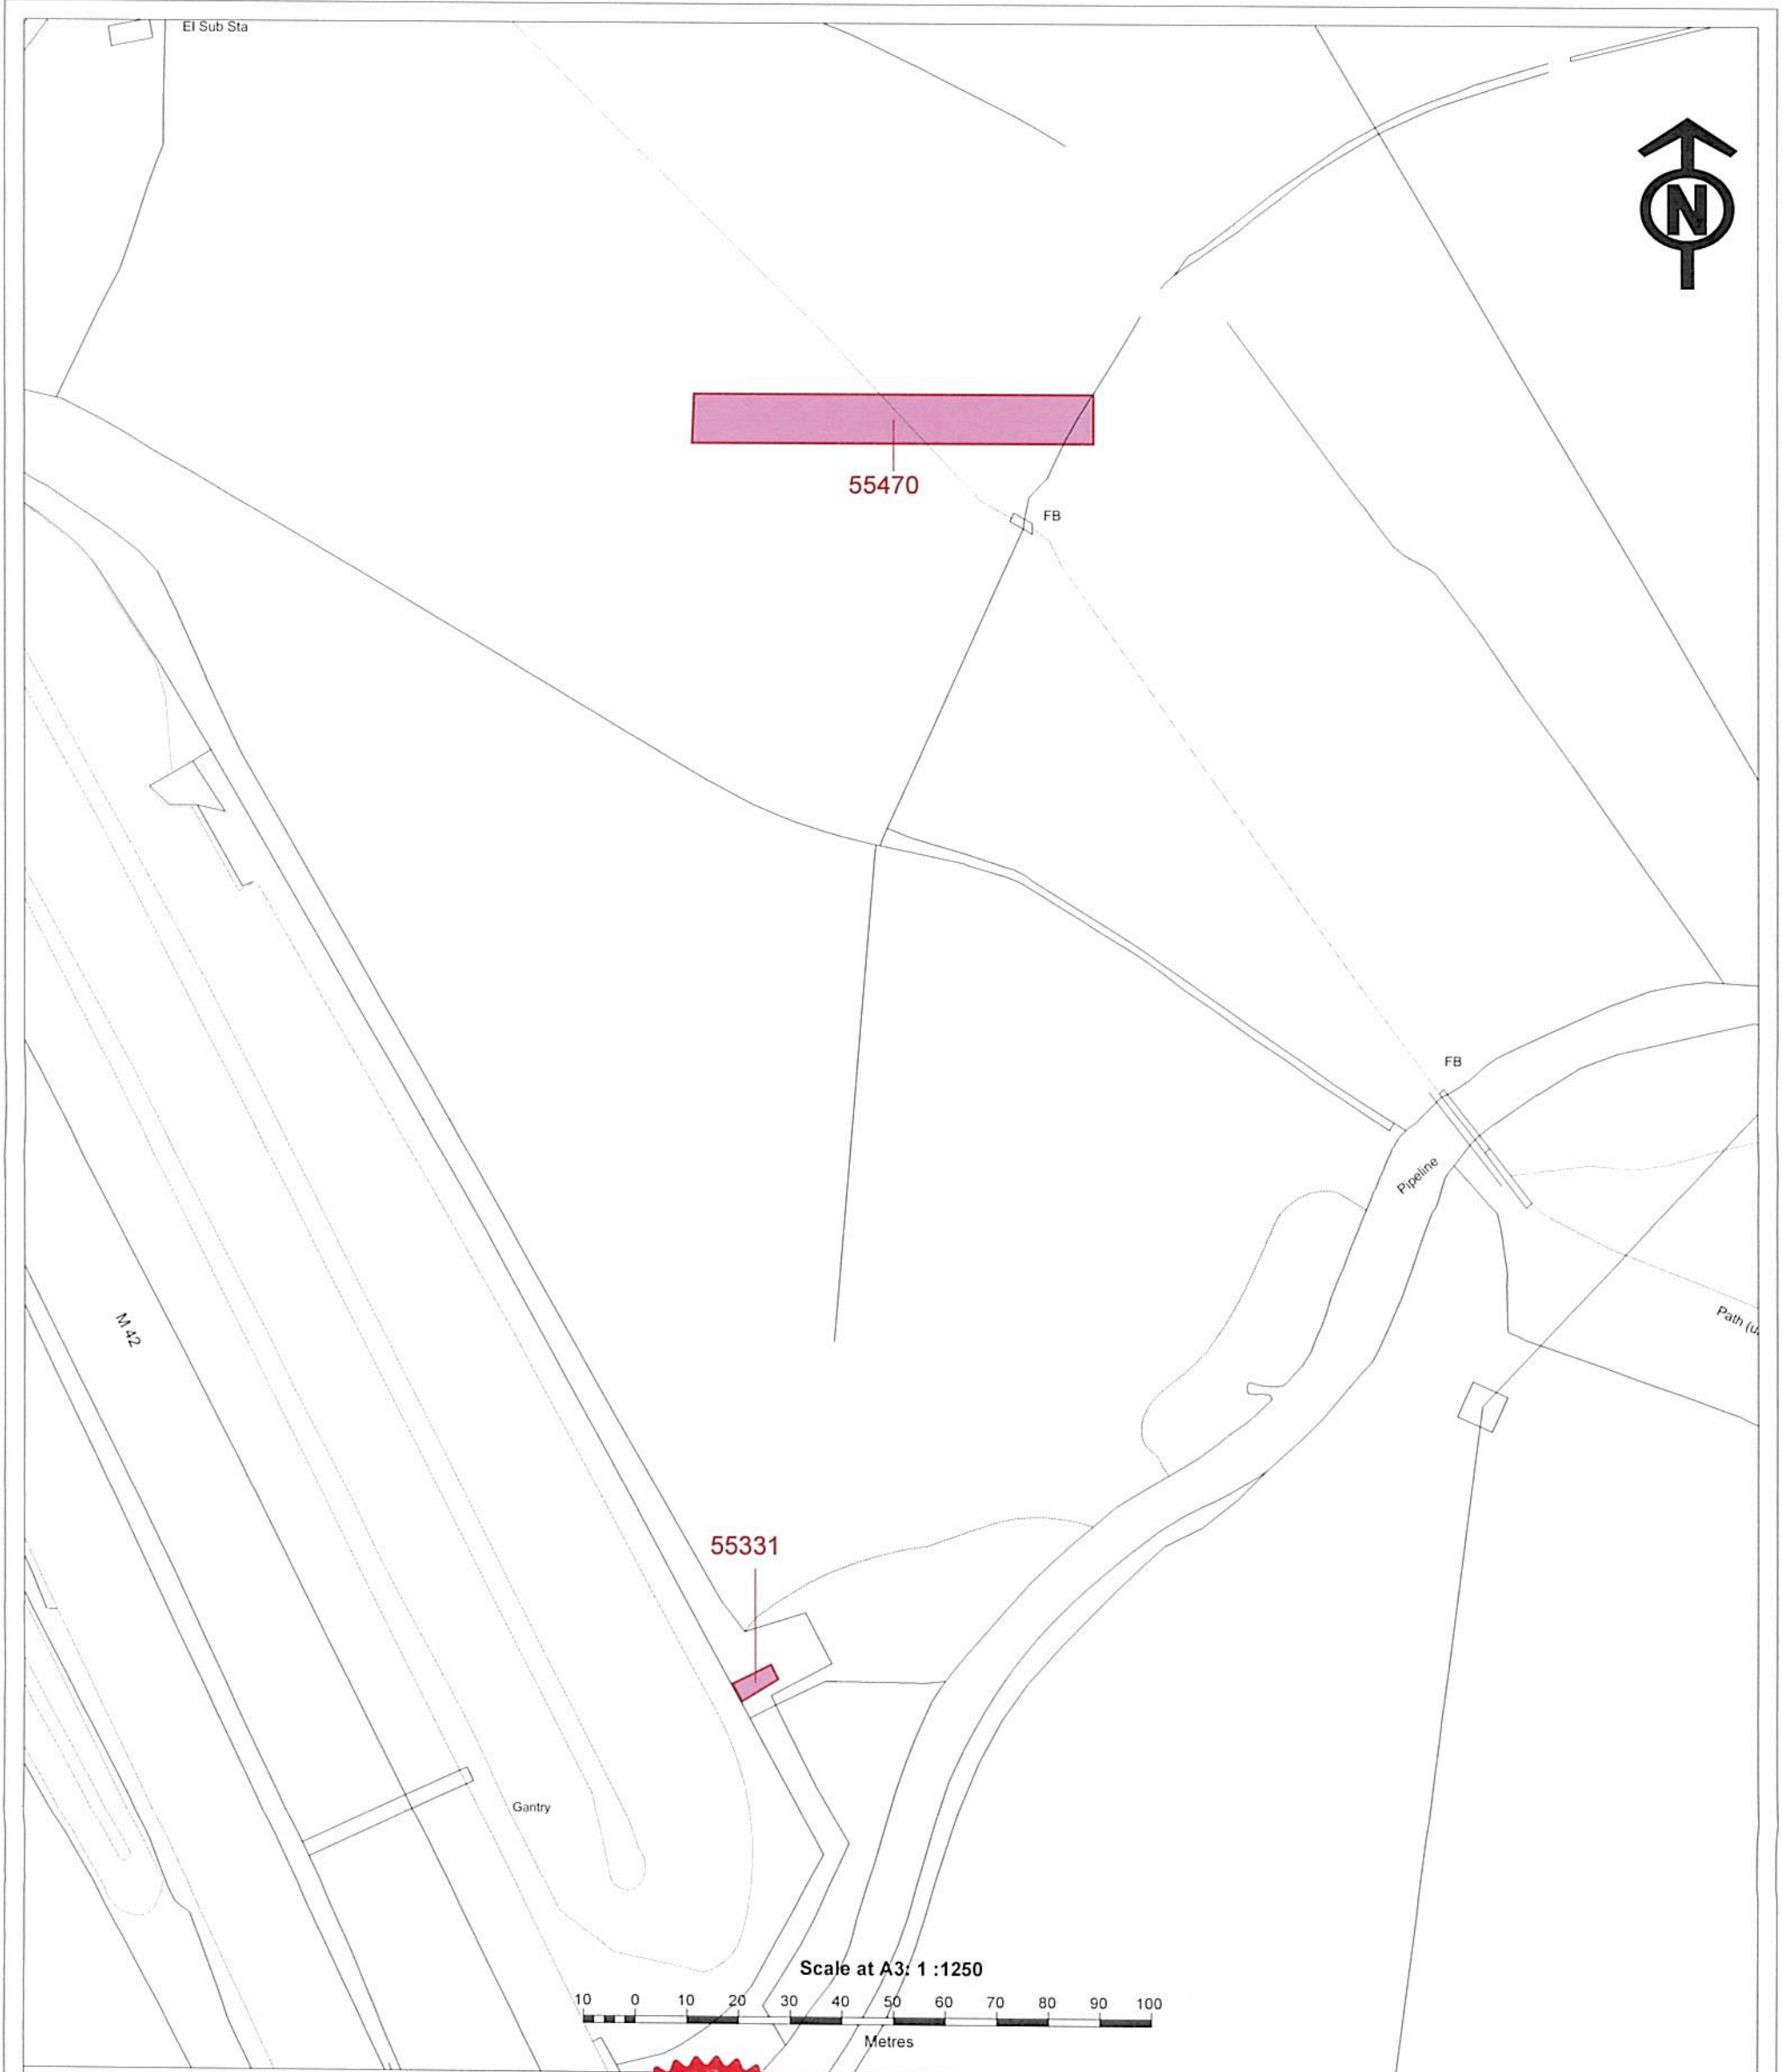 El Sub Sta
N
55470
FB
FB
Pipeline
M 42
Path (u
55331
Gantry
Scale at A3: 1 :1250
10 0 10 20 30 40 50 60 70 80 90 100
Metres